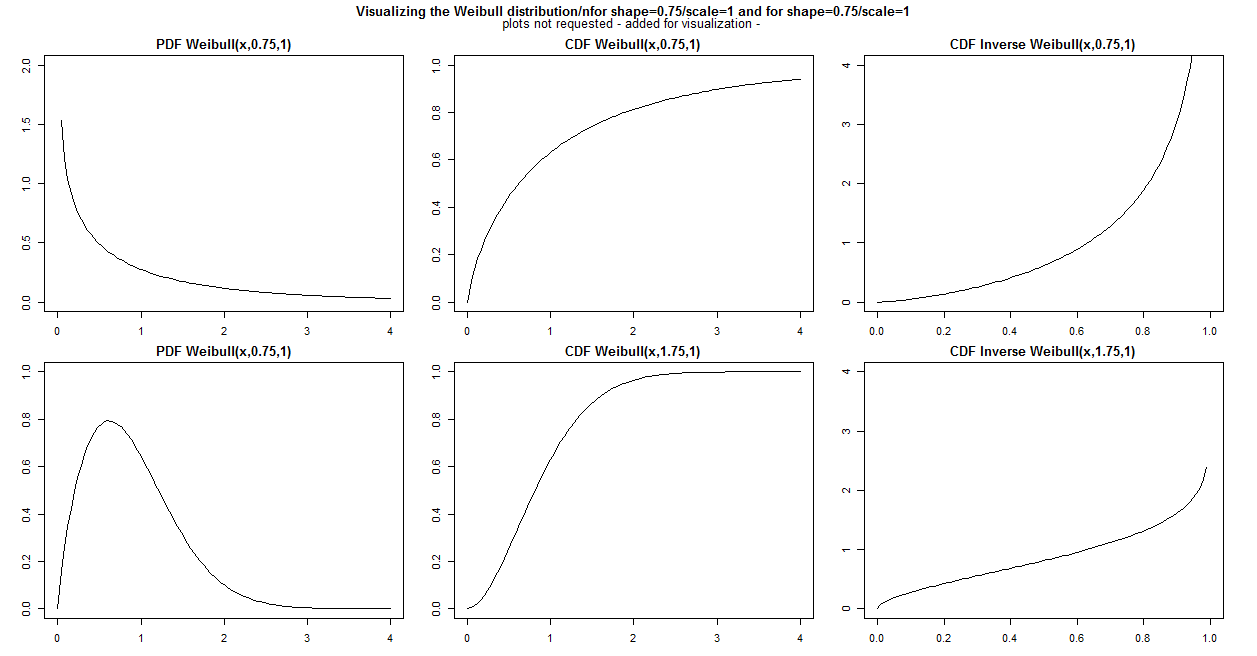 Visualizing the Weibull distribution/nfor shape=0.75/scale=1 and for shape=0.75/scale=1
plots not requested - added for visualization -
PDF Weibull(x,0.75,1)
2.0
1.5
1.0
0.5
0.0
0 1 2 3 4
CDF Weibull(x,0.75,1)
1.0
0.8
0.6
0.4
0.2
0.0
0 1 2 3 4
CDF Inverse Weibull(x,0.75,1)
4
3
2
1
0
0.0 0.2 0.4 0.6 0.8 1.0
PDF Weibull(x,0.75,1)
1.0
0.8
0.6
0.4
0.2
0.0
0 1 2 3 4
CDF Weibull(x,1.75,1)
1.0
0.8
0.6
0.4
0.2
0.0
0 1 2 3 4
CDF Inverse Weibull(x,1.75,1)
4
3
2
1
0
0.0 0.2 0.4 0.6 0.8 1.0